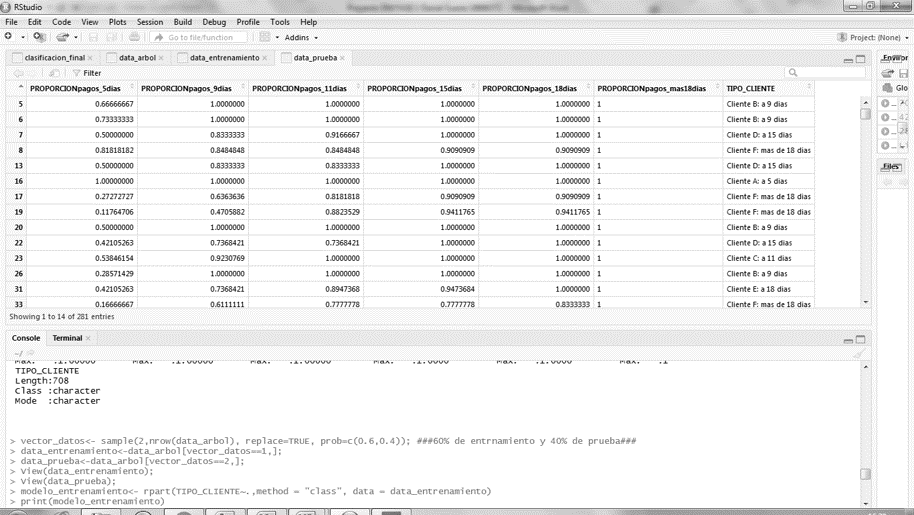 RStudio
File Edit Code View Plots Session Build Debug Profile Tools Help
Go to file/function Addins Project: (None)
clasificacion_final data_arbol data_entrenamiento data_prueba
Filter
PROPORCIONpagos_5dias PROPORCIONpagos_9dias PROPORCIONpagos_11dias PROPORCIONpagos_15dias PROPORCIONpagos_18dias PROPORCIONpagos_mas18dias TIPO_CLIENTE
5 0.66666667 1.0000000 1.0000000 1.0000000 1.0000000 1 Cliente B: a 9 dias
6 0.73333333 1.0000000 1.0000000 1.0000000 1.0000000 1 Cliente B: a 9 dias
7 0.50000000 0.8333333 0.9166667 1.0000000 1.0000000 1 Cliente D: a 15 dias
8 0.81818182 0.8484848 0.8484848 0.9090909 0.9090909 1 Cliente F: mas de 18 dias
13 0.50000000 0.8333333 0.8333333 1.0000000 1.0000000 1 Cliente D: a 15 dias
16 1.00000000 1.0000000 1.0000000 1.0000000 1.0000000 1 Cliente A: a 5 dias
17 0.27272727 0.6363636 0.8181818 0.9090909 0.9090909 1 Cliente F: mas de 18 dias
19 0.11764706 0.4705882 0.8823529 0.9411765 0.9411765 1 Cliente F: mas de 18 dias
20 0.50000000 1.0000000 1.0000000 1.0000000 1.0000000 1 Cliente B: a 9 dias
22 0.42105263 0.7368421 0.7368421 1.0000000 1.0000000 1 Cliente D: a 15 dias
23 0.53846154 0.9230769 1.0000000 1.0000000 1.0000000 1 Cliente C: a 11 dias
26 0.28571429 1.0000000 1.0000000 1.0000000 1.0000000 1 Cliente B: a 9 dias
31 0.42105263 0.7368421 0.8947368 0.9473684 1.0000000 1 Cliente E: a 18 dias
33 0.16666667 0.6111111 0.7777778 0.7777778 0.8333333 1 Cliente F: mas de 18 dias
Showing 1 to 14 of 281 entries
Files
Console Terminal
~/
TIPO_CLIENTE
Length:708
Class :character
Mode :character
> vector_datos<- sample(2,nrow(data_arbol), replace=TRUE, prob=c(0.6,0.4)); ###60% de entrnamiento y 40% de prueba###
> data_entrenamiento<-data_arbol[vector_datos==1,];
> data_prueba<-data_arbol[vector_datos==2,];
> View(data_entrenamiento);
> View(data_prueba);
> modelo_entrenamiento<- rpart(TIPO_CLIENTE~.,method = "class", data = data_entrenamiento)
> print(modelo_entrenamiento)